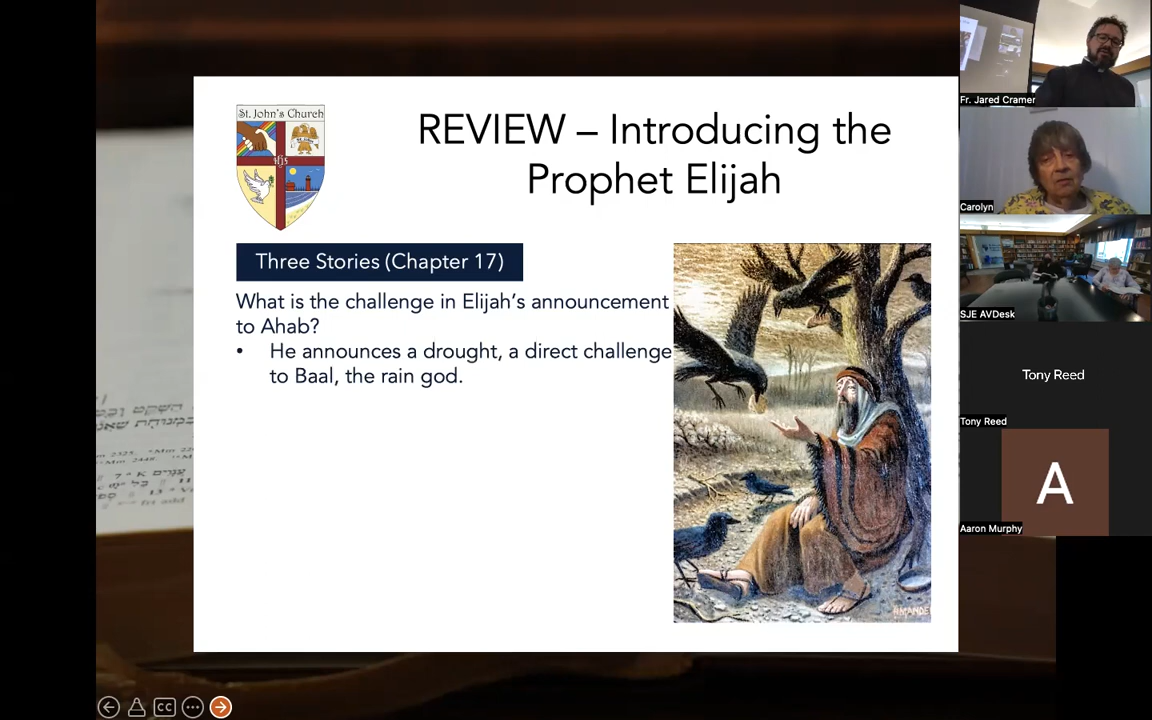 St. John's Church
REVIEW – Introducing the
Prophet Elijah
Three Stories (Chapter 17)
What is the challenge in Elijah's announcement
to Ahab?
• He announces a drought, a direct challenge
to Baal, the rain god.
Fr. Jared Cramer
Carolyn
SJE AVDesk
Tony Reed
Tony Reed
A
Aaron Murphy
CC